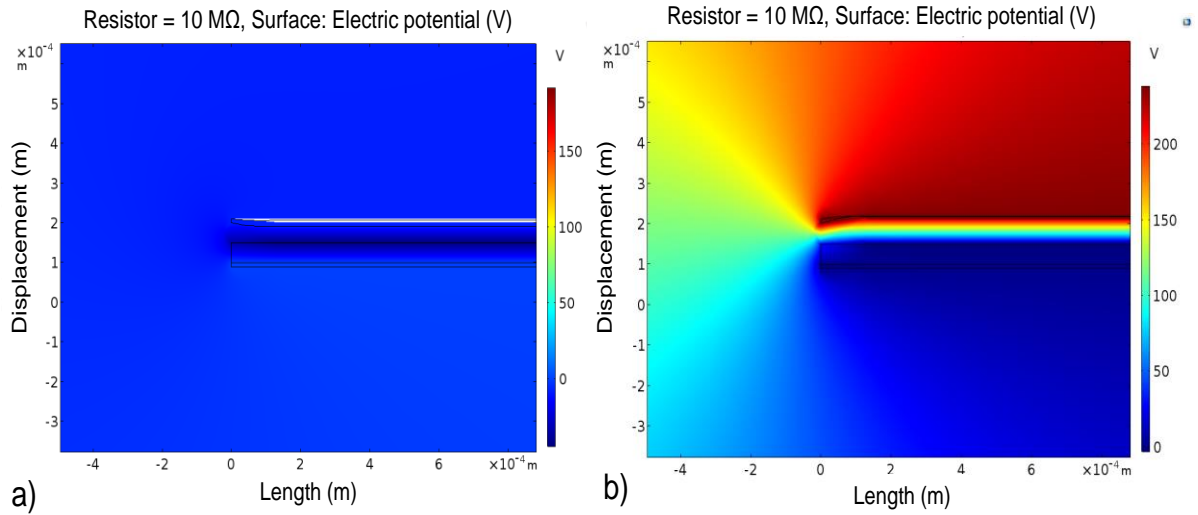 Resistor = 10 MΩ, Surface: Electric potential (V)
×10⁻⁴
m
V
5
4
3
2
1
0
-1
-2
-3
Displacement (m)
150
100
50
0
-4
-2
0
2
4
6
×10⁻⁴ m
Length (m)
a)
Resistor = 10 MΩ, Surface: Electric potential (V)
×10⁻⁴
m
V
5
4
3
2
1
0
-1
-2
-3
Displacement (m)
200
150
100
50
0
-4
-2
0
2
4
6
×10⁻⁴ m
Length (m)
b)